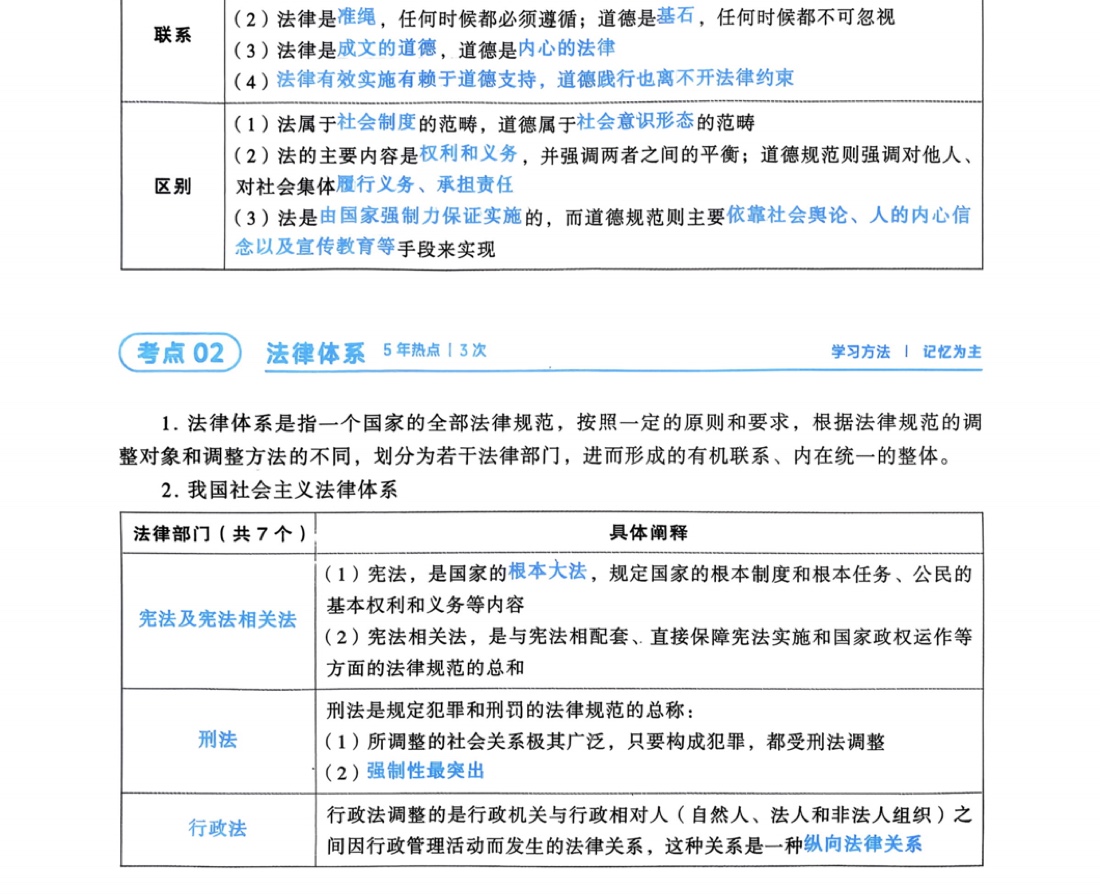 联系
（2）法律是准绳，任何时候都必须遵循；道德是基石，任何时候都不可忽视
（3）法律是成文的道德，道德是内心的法律
（4）法律有效实施有赖于道德支持，道德践行也离不开法律约束
区别
（1）法属于社会制度的范畴，道德属于社会意识形态的范畴
（2）法的主要内容是权利和义务，并强调两者之间的平衡；道德规范则强调对他人、
对社会集体履行义务、承担责任
（3）法是由国家强制力保证实施的，而道德规范则主要依靠社会舆论、人的内心信
念以及宣传教育等手段来实现
考点 02 法律体系 5 年热点 | 3 次 学习方法 | 记忆为主
1. 法律体系是指一个国家的全部法律规范，按照一定的原则和要求，根据法律规范的调
整对象和调整方法的不同，划分为若干法律部门，进而形成的有机联系、内在统一的整体。
2. 我国社会主义法律体系
法律部门（共 7 个） 具体阐释
宪法及宪法相关法
（1）宪法，是国家的根本大法，规定国家的根本制度和根本任务、公民的
基本权利和义务等内容
（2）宪法相关法，是与宪法相配套、直接保障宪法实施和国家政权运作等
方面的法律规范的总和
刑法
刑法是规定犯罪和刑罚的法律规范的总称：
（1）所调整的社会关系极其广泛，只要构成犯罪，都受刑法调整
（2）强制性最突出
行政法
行政法调整的是行政机关与行政相对人（自然人、法人和非法人组织）之
间因行政管理活动而发生的法律关系，这种关系是一种纵向法律关系